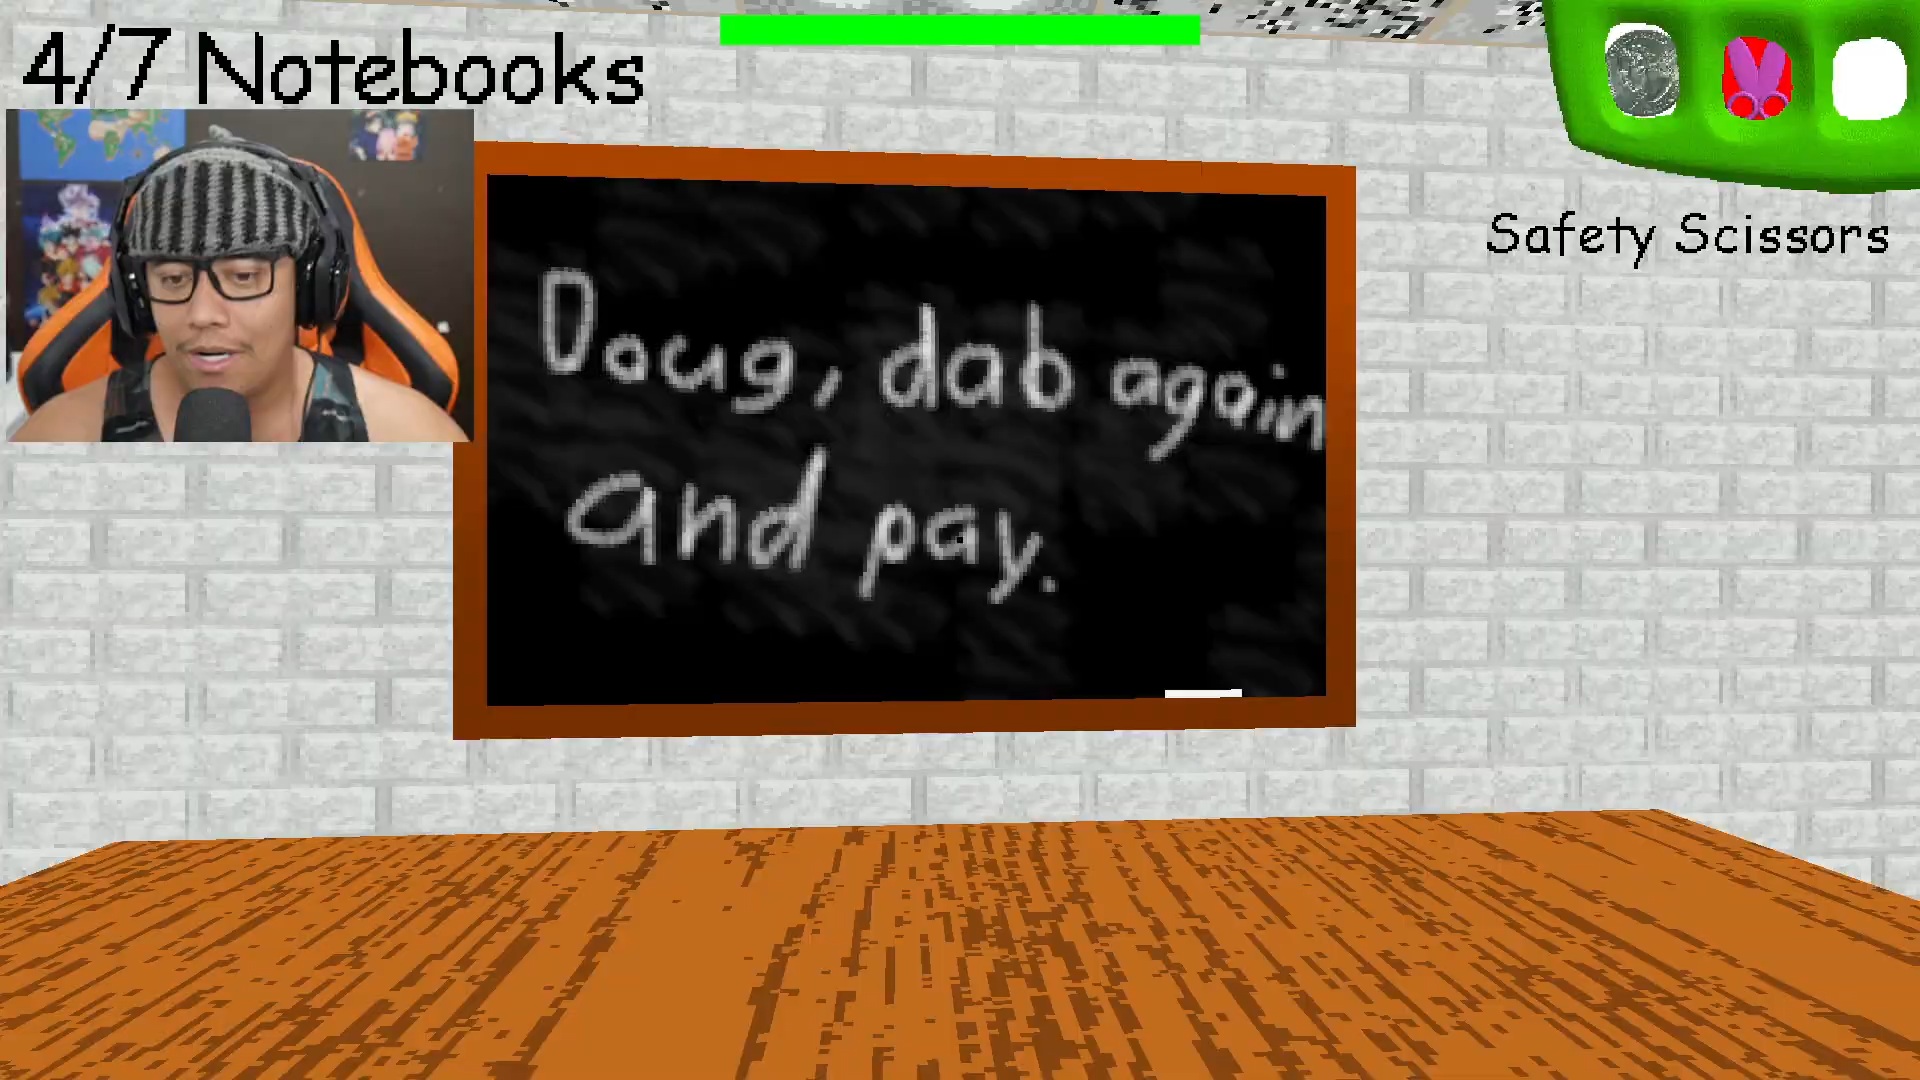 4/7 Notebooks
Safety Scissors
Doug, dab again
and pay.